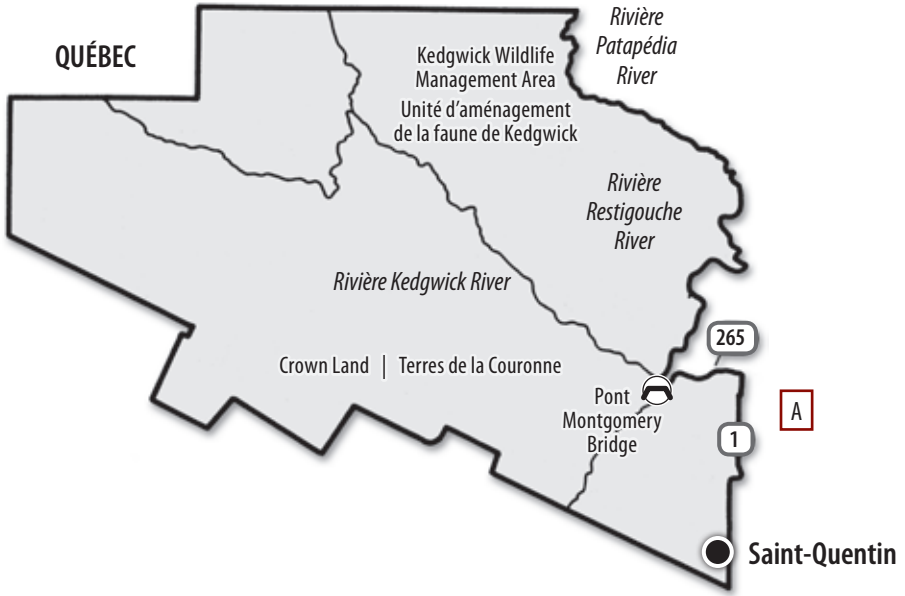 QUÉBEC
Rivière
Patapédia
River
Kedgwick Wildlife
Management Area
Unité d'aménagement
de la faune de Kedgwick
Rivière
Restigouche
River
Rivière Kedgwick River
265
Crown Land | Terres de la Couronne
Pont
Montgomery
Bridge
A
1
Saint-Quentin